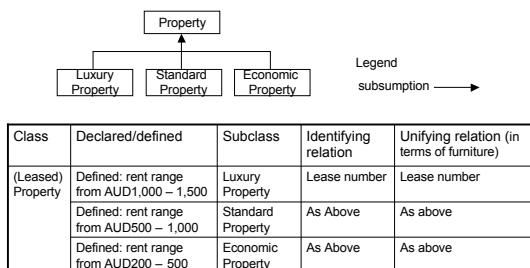 Property
Luxury
Property
Standard
Property
Economic
Property
Legend
subsumption
Class
Declared/defined
Subclass
Identifying
relation
Unifying relation (in
terms of furniture)
(Leased)
Property
Defined: rent range
from AUD1,000 – 1,500
Luxury
Property
Lease number
Lease number
Defined: rent range
from AUD500 – 1,000
Standard
Property
As Above
As above
Defined: rent range
from AUD200 – 500
Economic
Property
As Above
As above